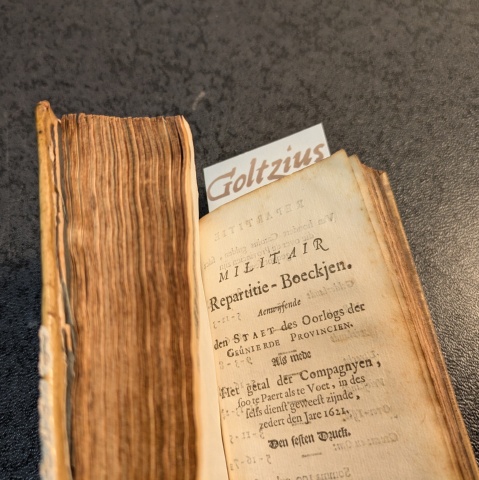 Goltzius
MILITAIR
Repartitie-Boeckjen.
Aenwysende
den STAET des Oorlogs der
GEUNIEERDE PROVINCIEN.
Als mede
Het getal der Compagnyen,
soo te Paert als te Voet, in des
selfs dienst geweest zijnde,
zedert den Jare 1621.
Den sesten Druck.